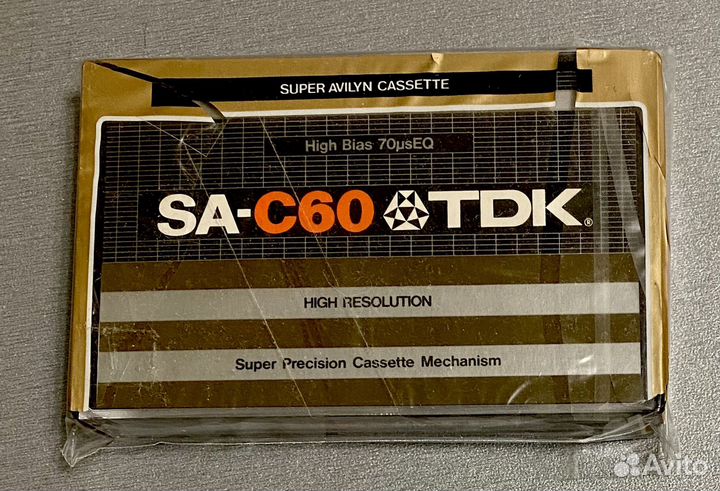 SUPER AVILYN CASSETTE
High Bias 70µsEQ
SA-C60 TDK®
HIGH RESOLUTION
Super Precision Cassette Mechanism
Avito